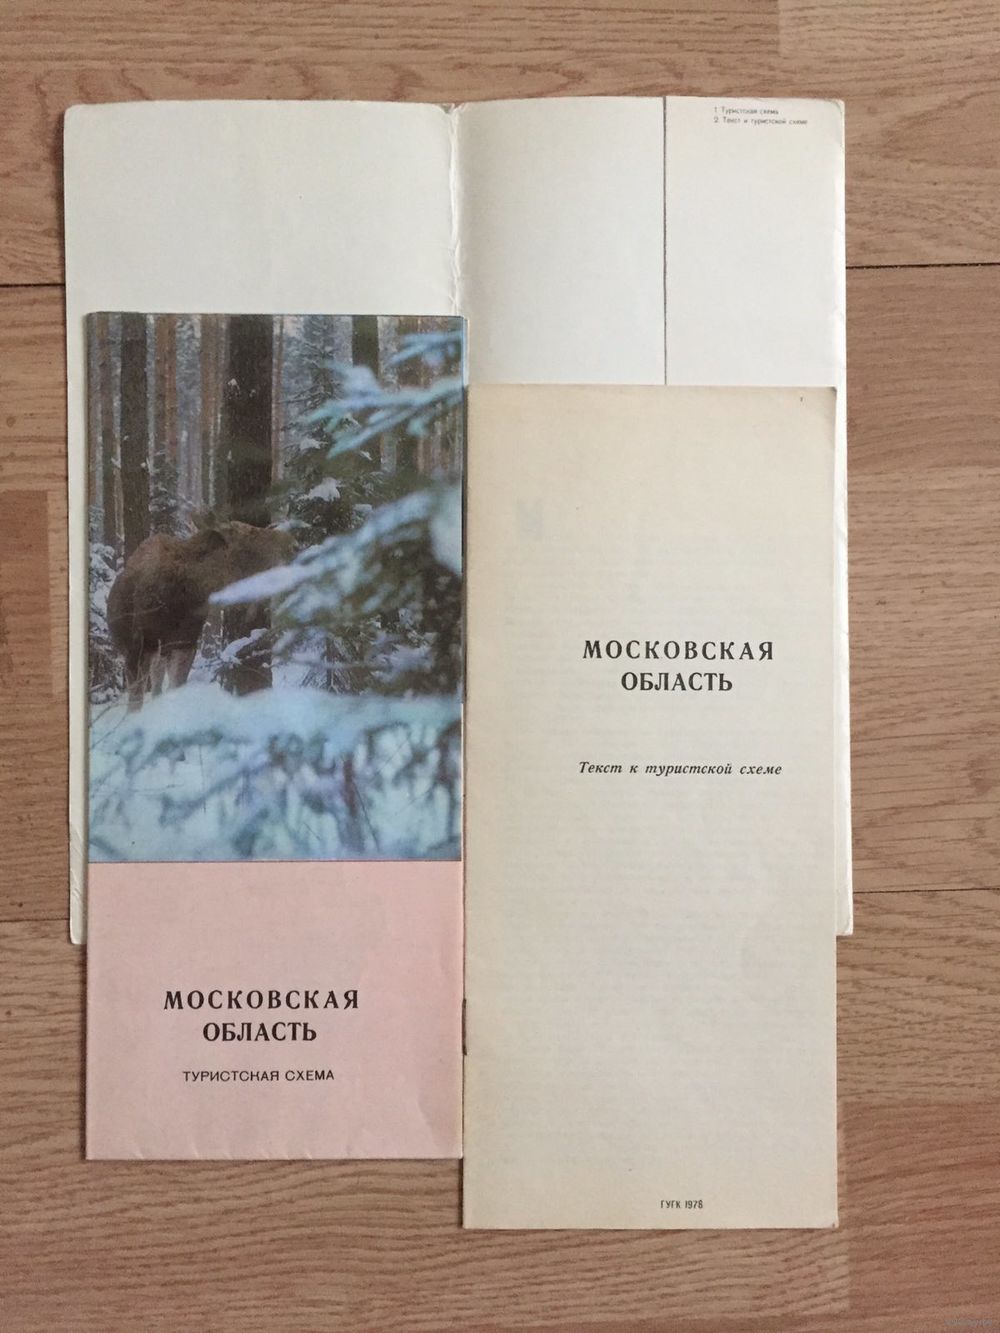 1. Туристская схема
2. Текст к туристской схеме
МОСКОВСКАЯ
ОБЛАСТЬ
ТУРИСТСКАЯ СХЕМА
МОСКОВСКАЯ
ОБЛАСТЬ
Текст к туристской схеме
ГУГК 1978